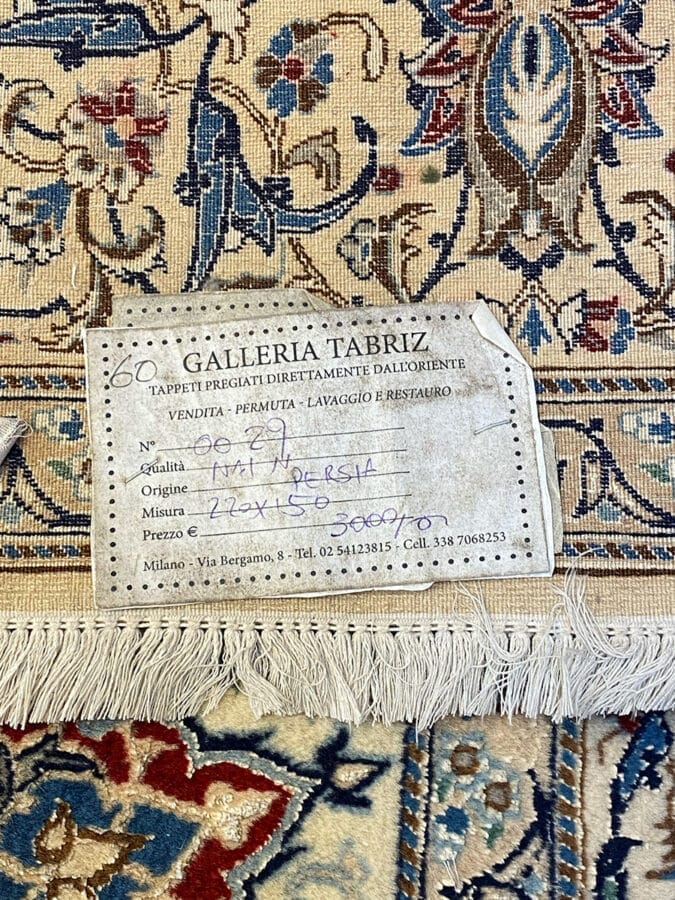 60
GALLERIA TABRIZ
TAPPETI PREGIATI DIRETTAMENTE DALL'ORIENTE
VENDITA - PERMUTA - LAVAGGIO E RESTAURO
N° 0029
Qualità NAIN
Origine PERSIA
Misura 220X150
Prezzo € 3000,00
Milano - Via Bergamo, 8 - Tel. 02 54123815 - Cell. 338 7068253